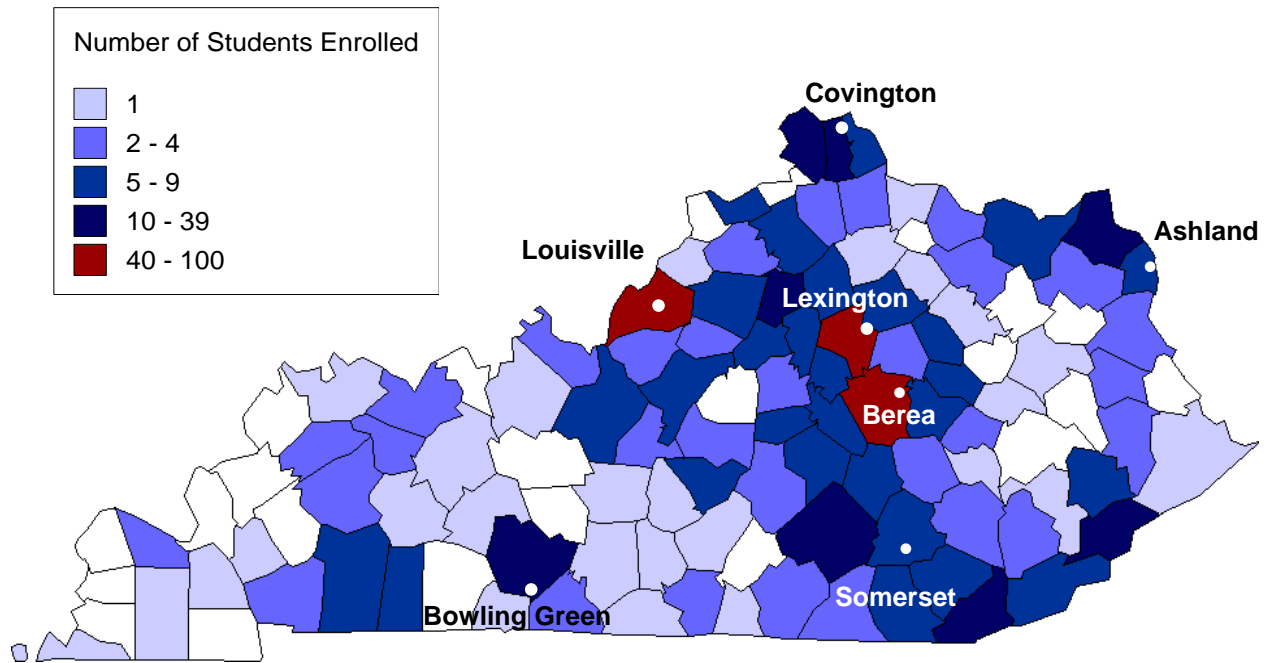 Number of Students Enrolled
1
2 - 4
5 - 9
10 - 39
40 - 100
Covington
Ashland
Louisville
Lexington
Berea
Somerset
Bowling Green